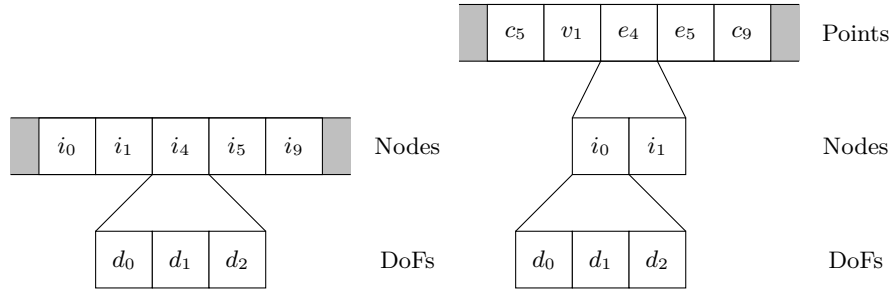 c5 v1 e4 e5 c9 Points
i0 i1 i4 i5 i9 Nodes
i0 i1 Nodes
d0 d1 d2 DoFs
d0 d1 d2 DoFs